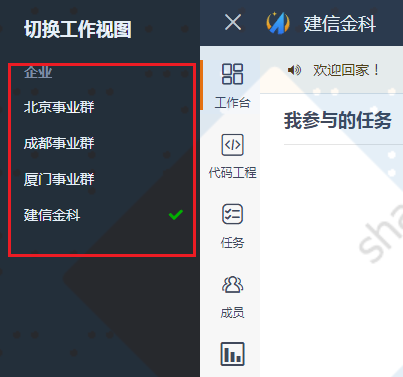 切换工作视图
企业
北京事业群
成都事业群
厦门事业群
建信金科
建信金科
欢迎回家！
工作台
我参与的任务
代码工程
任务
成员
sha